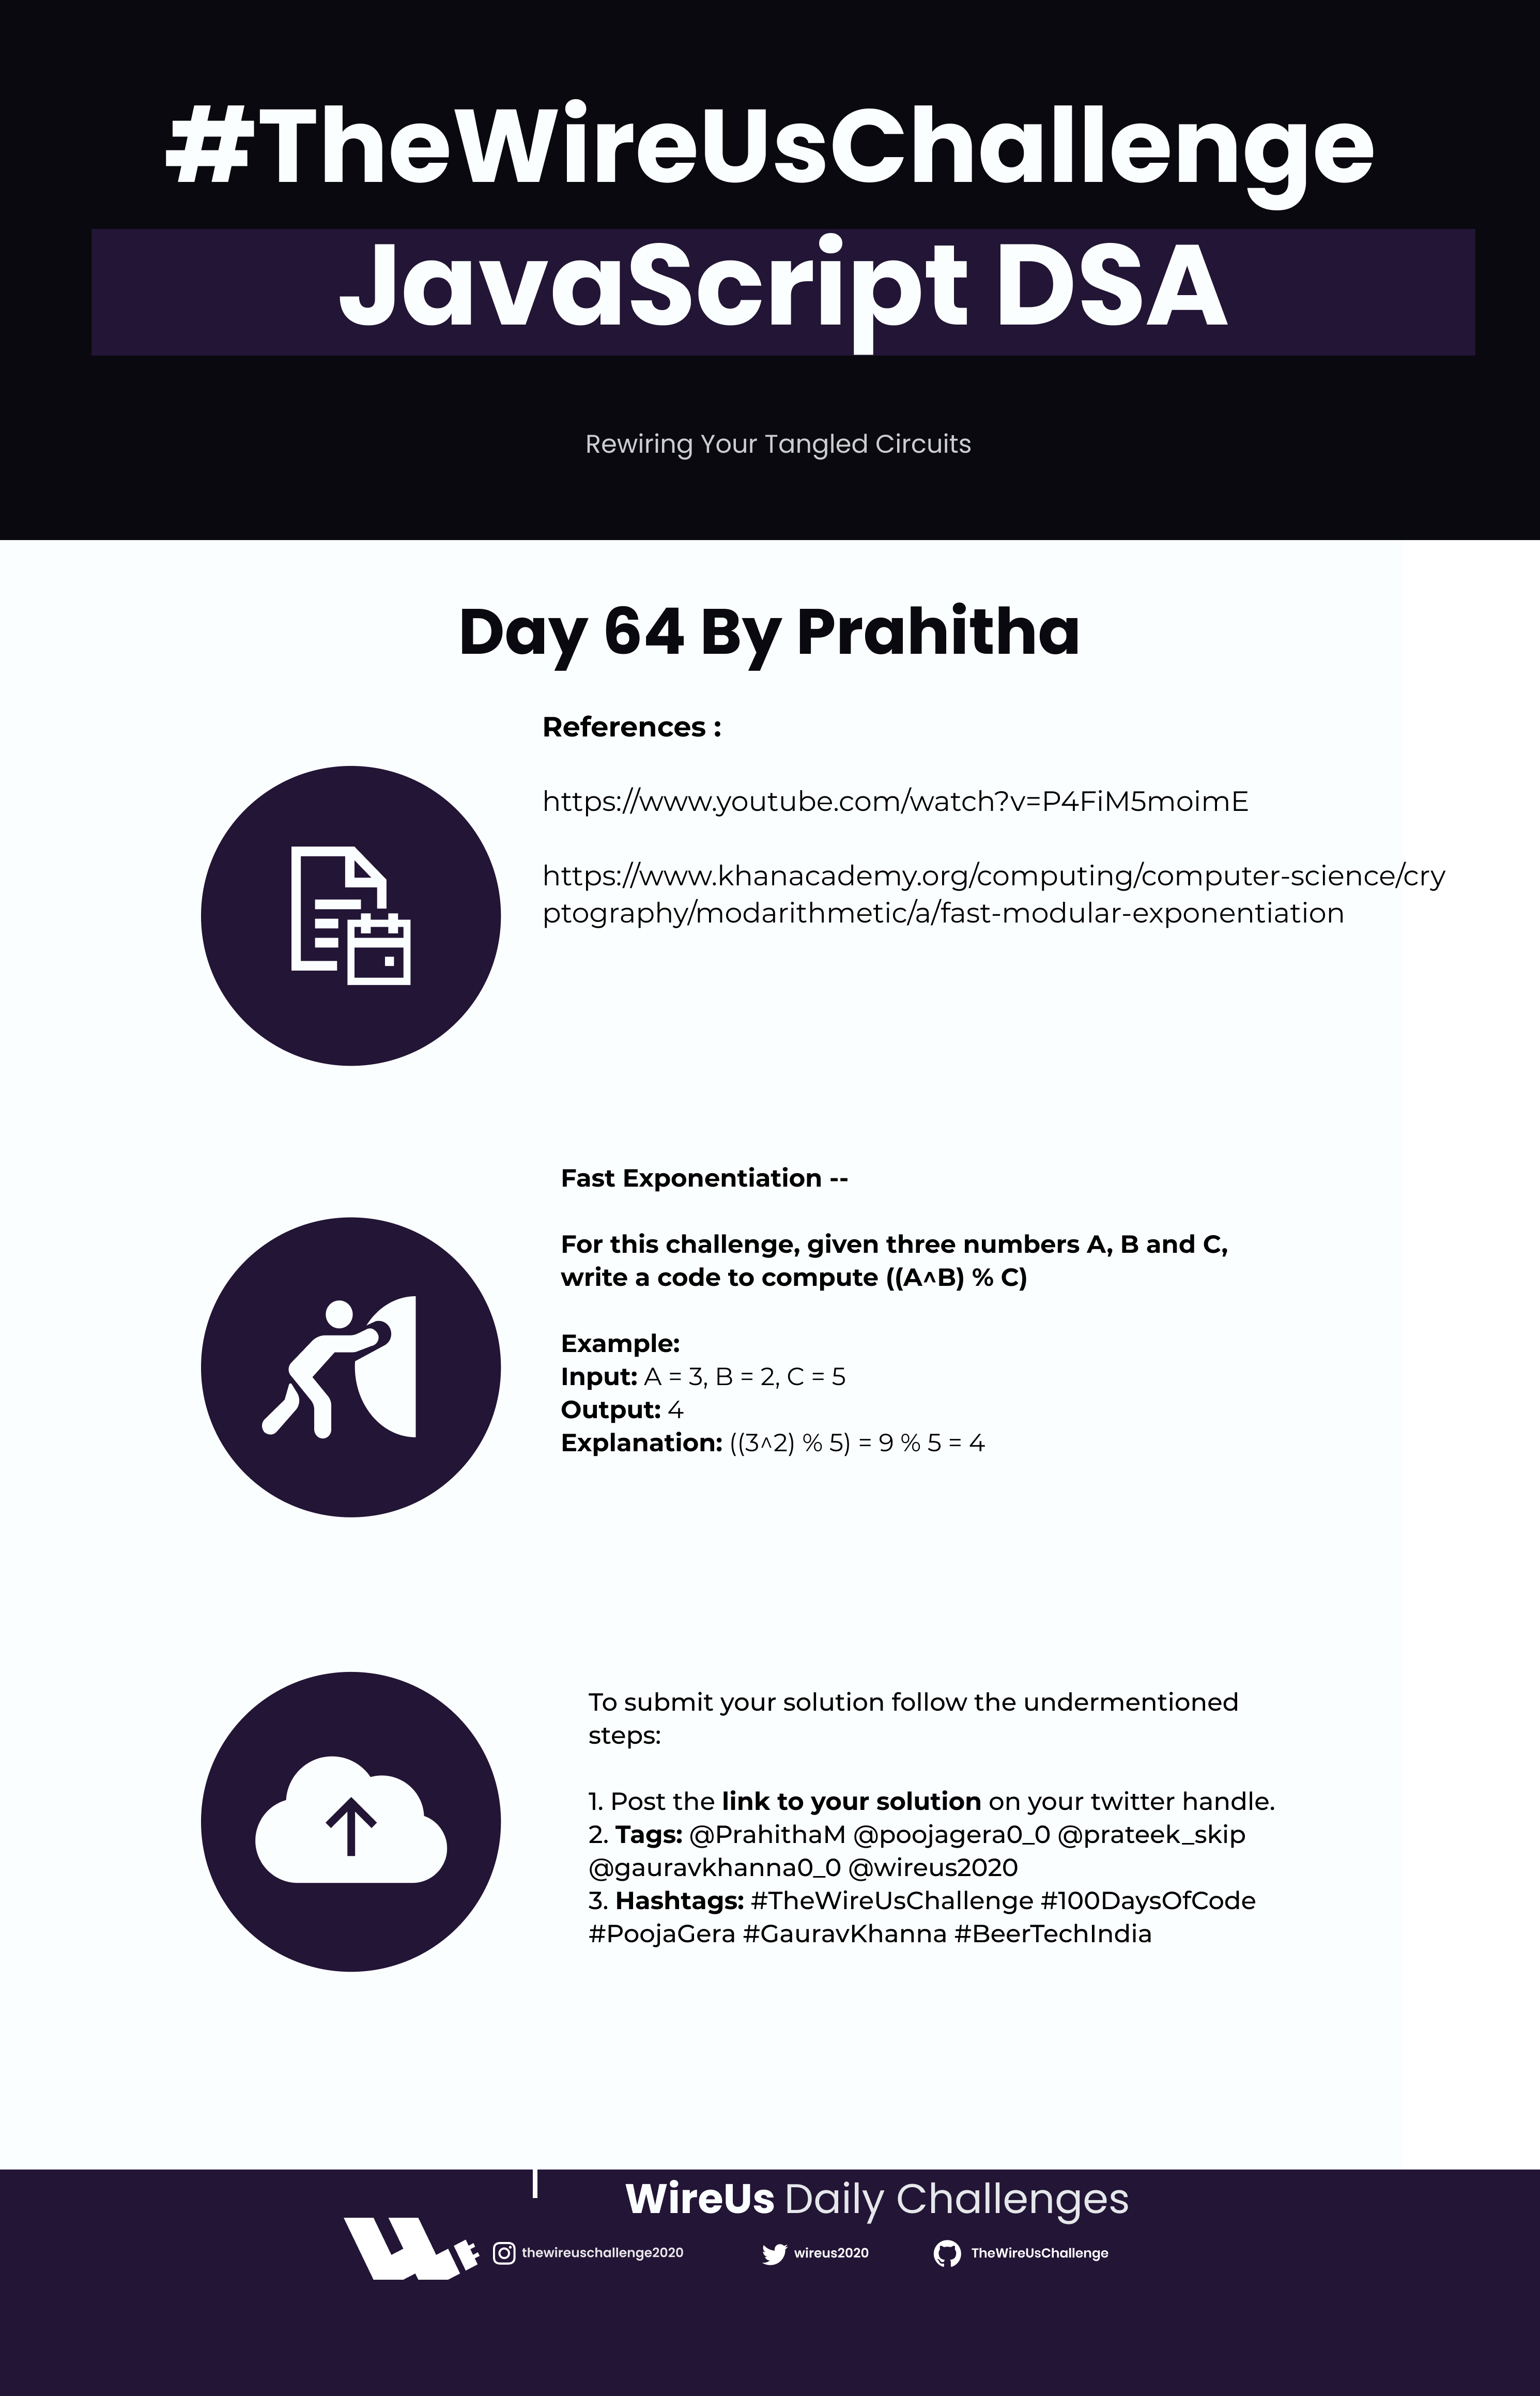 #TheWireUsChallenge
JavaScript DSA
Rewiring Your Tangled Circuits
Day 64 By Prahitha
References :
https://www.youtube.com/watch?v=P4FiM5moimE
https://www.khanacademy.org/computing/computer-science/cry
ptography/modarithmetic/a/fast-modular-exponentiation
Fast Exponentiation --
For this challenge, given three numbers A, B and C,
write a code to compute ((A^B) % C)
Example:
Input: A = 3, B = 2, C = 5
Output: 4
Explanation: ((3^2) % 5) = 9 % 5 = 4
To submit your solution follow the undermentioned
steps:
1. Post the link to your solution on your twitter handle.
2. Tags: @PrahithaM @poojagera0_0 @prateek_skip
@gauravkhanna0_0 @wireus2020
3. Hashtags: #TheWireUsChallenge #100DaysOfCode
#PoojaGera #GauravKhanna #BeerTechIndia
WireUs Daily Challenges
thewireuschallenge2020 wireus2020 TheWireUsChallenge